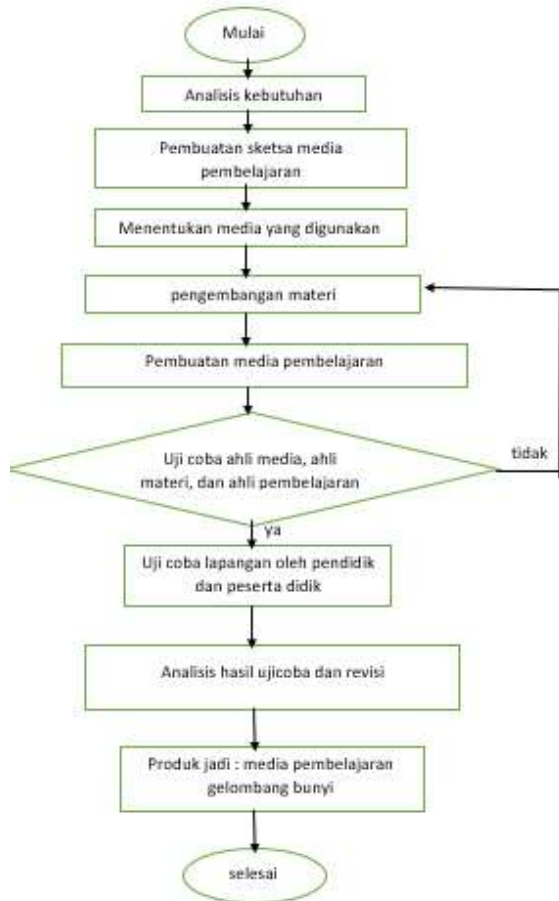 Mulai
Analisis kebutuhan
Pembuatan sketsa media
pembelajaran
Menentukan media yang digunakan
pengembangan materi
Pembuatan media pembelajaran
Uji coba ahli media, ahli
materi, dan ahli pembelajaran
tidak
ya
Uji coba lapangan oleh pendidik
dan peserta didik
Analisis hasil ujicoba dan revisi
Produk jadi : media pembelajaran
gelombang bunyi
selesai